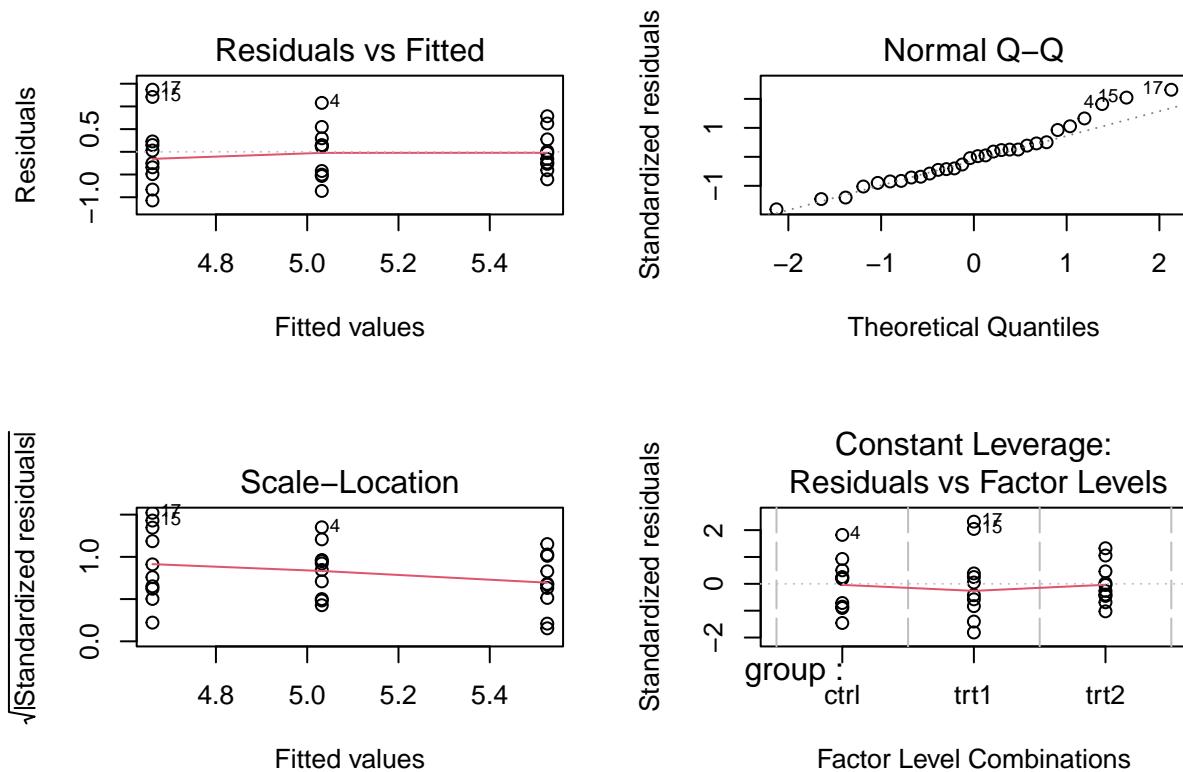 Residuals vs Fitted
Residuals
−1.0
0.5
17
15
4
4.8
5.0
5.2
5.4
Fitted values
Normal Q−Q
Standardized residuals
−1
1
4
15
17
−2
−1
0
1
2
Theoretical Quantiles
Scale−Location
√|Standardized residuals|
0.0
1.0
17
15
4
4.8
5.0
5.2
5.4
Fitted values
Constant Leverage:
Residuals vs Factor Levels
Standardized residuals
−2
0
2
4
17
15
group :
ctrl
trt1
trt2
Factor Level Combinations